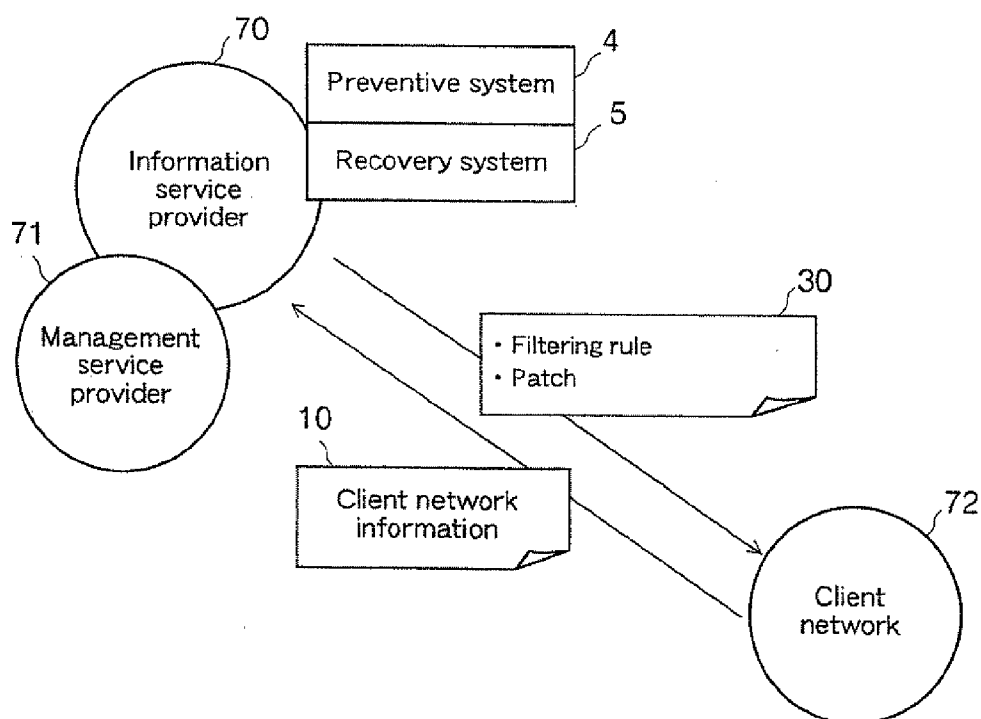 70
4
Preventive system
5
Recovery system
Information
service
provider
71
Management
service
provider
30
• Filtering rule
• Patch
10
Client network
information
72
Client
network